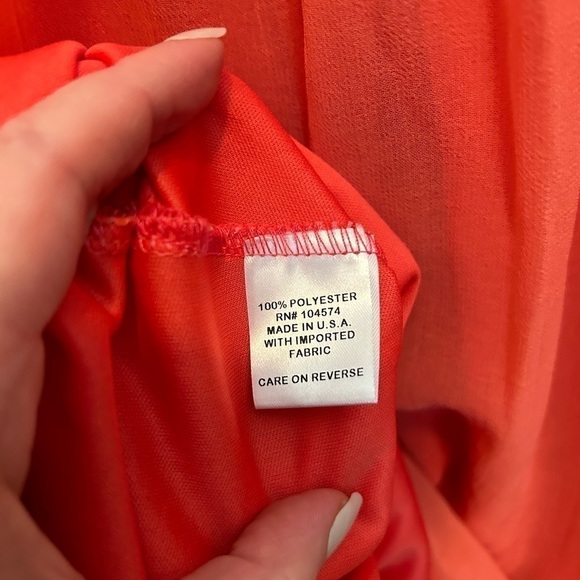 100% POLYESTER
RN# 104574
MADE IN U.S.A.
WITH IMPORTED
FABRIC
CARE ON REVERSE